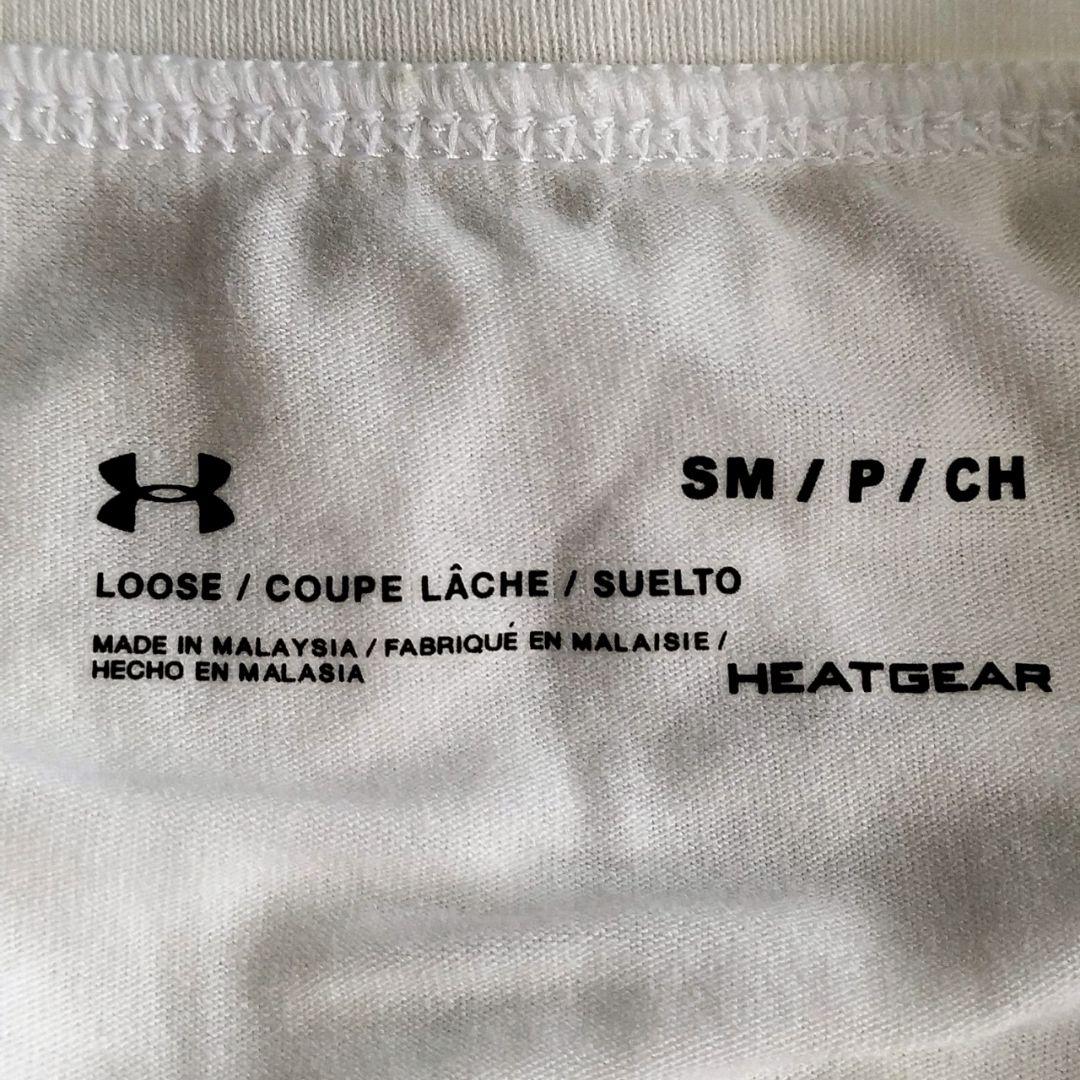 SM / P / CH
LOOSE / COUPE LÂCHE / SUELTO
MADE IN MALAYSIA / FABRIQUÉ EN MALAISIE /
HECHO EN MALASIA
HEATGEAR